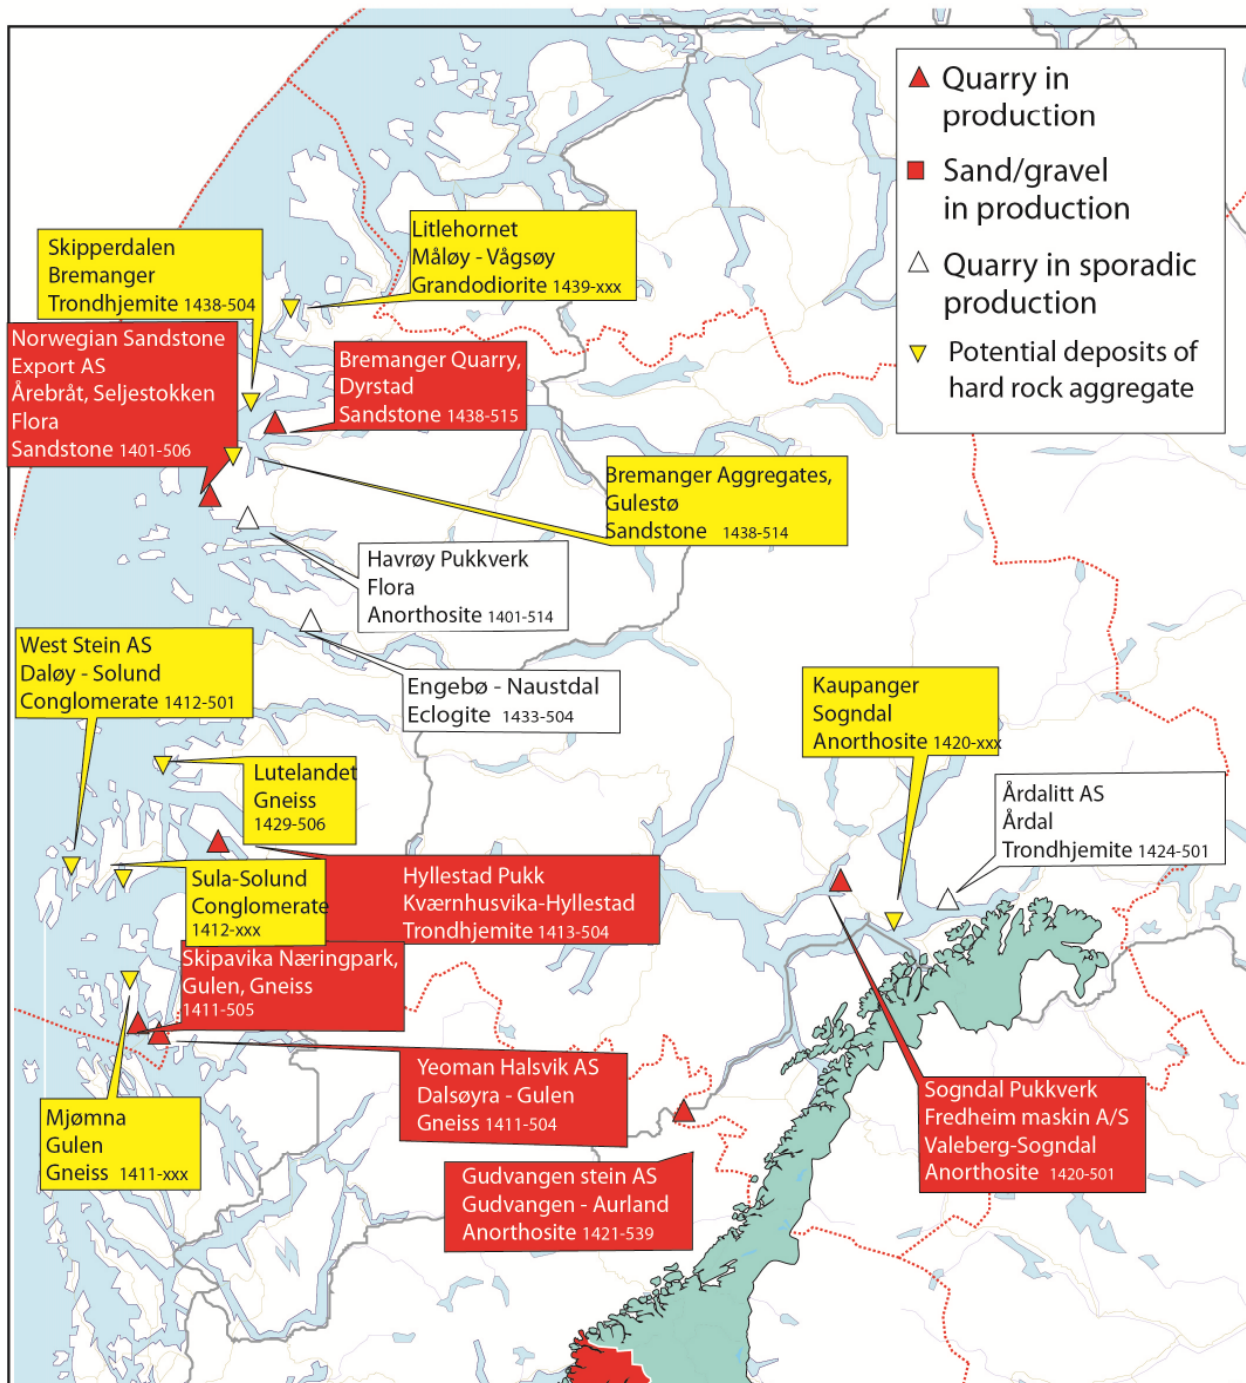 Quarry in
production
Sand/gravel
in production
Quarry in sporadic
production
Potential deposits of
hard rock aggregate
Skipperdalen
Bremanger
Trondhjemite 1438-504
Litlehornet
Måløy - Vågsøy
Grandodiorite 1439-xxx
Norwegian Sandstone
Export AS
Årebråt, Seljestokken
Flora
Sandstone 1401-506
Bremanger Quarry,
Dyrstad
Sandstone 1438-515
Bremanger Aggregates,
Gulestø
Sandstone 1438-514
Havrøy Pukkverk
Flora
Anorthosite 1401-514
West Stein AS
Daløy - Solund
Conglomerate 1412-501
Engebø - Naustdal
Eclogite 1433-504
Kaupanger
Sogndal
Anorthosite 1420-xxx
Lutelandet
Gneiss
1429-506
Årdalitt AS
Årdal
Trondhjemite 1424-501
Sula-Solund
Conglomerate
1412-xxx
Hyllestad Pukk
Kværnhusvika-Hyllestad
Trondhjemite 1413-504
Skipavika Næringpark,
Gulen, Gneiss
1411-505
Yeoman Halsvik AS
Dalsøyra - Gulen
Gneiss 1411-504
Mjømna
Gulen
Gneiss 1411-xxx
Gudvangen stein AS
Gudvangen - Aurland
Anorthosite 1421-539
Sogndal Pukkverk
Fredheim maskin A/S
Valeberg-Sogndal
Anorthosite 1420-501